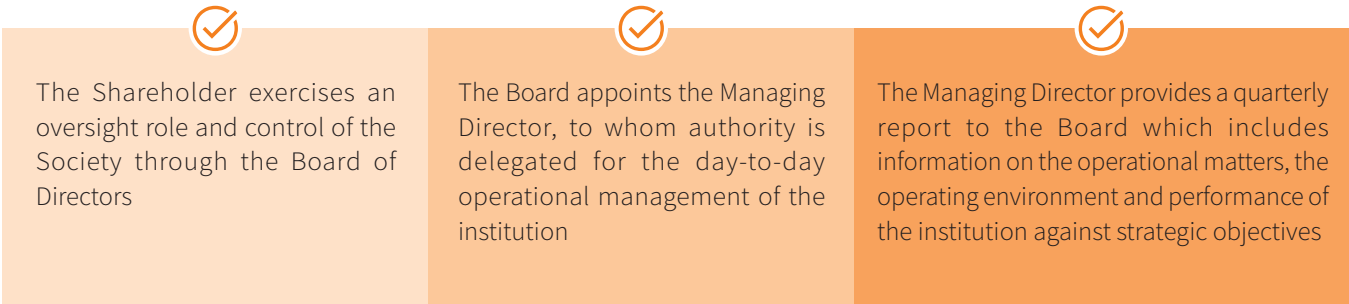 The Shareholder exercises an
oversight role and control of the
Society through the Board of
Directors
The Board appoints the Managing
Director, to whom authority is
delegated for the day-to-day
operational management of the
institution
The Managing Director provides a quarterly
report to the Board which includes
information on the operational matters, the
operating environment and performance of
the institution against strategic objectives